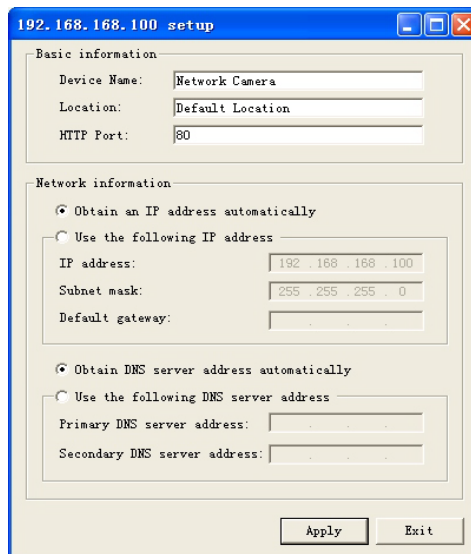 192.168.168.100 setup
Basic information
Device Name: Network Camera
Location: Default Location
HTTP Port: 80
Network information
Obtain an IP address automatically
Use the following IP address
IP address: 192 .168 .168 .100
Subnet mask: 255 .255 .255 . 0
Default gateway: . . .
Obtain DNS server address automatically
Use the following DNS server address
Primary DNS server address: . . .
Secondary DNS server address: . . .
Apply Exit